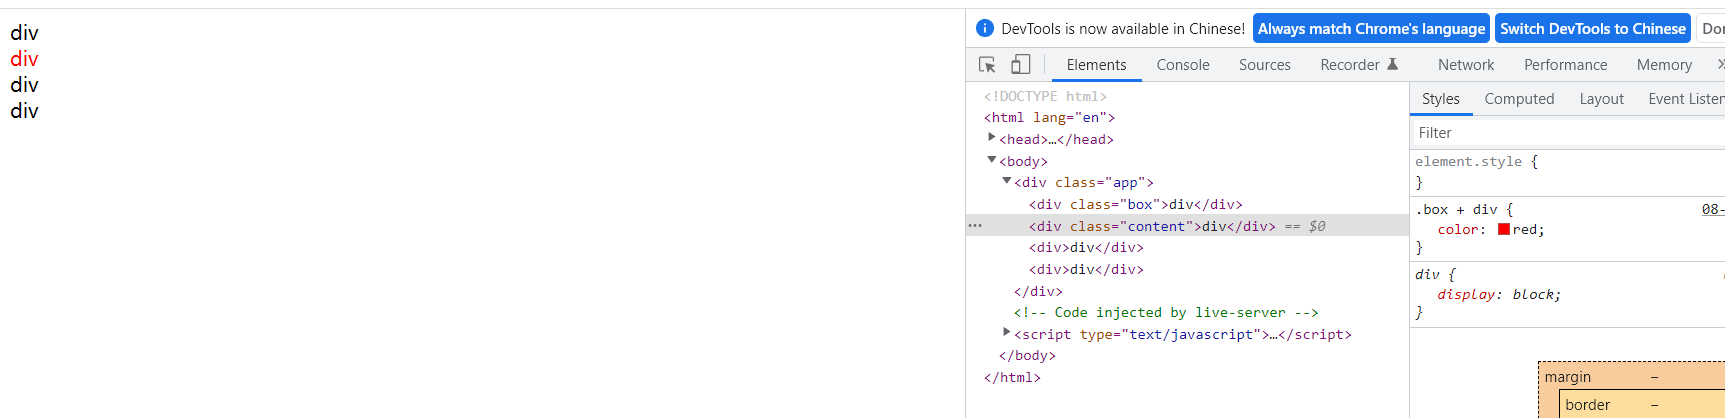 div
div
div
div
DevTools is now available in Chinese! Always match Chrome's language Switch DevTools to Chinese Don
Elements Console Sources Recorder Network Performance Memory »
<!DOCTYPE html>
<html lang="en">
<head>…</head>
<body>
<div class="app">
<div class="box">div</div>
··· <div class="content">div</div> == $0
<div>div</div>
<div>div</div>
</div>
<!-- Code injected by live-server -->
<script type="text/javascript">…</script>
</body>
</html>
Styles Computed Layout Event Listen
Filter
element.style {
}
.box + div { 08-
color: red;
}
div {
display: block;
}
margin –
border –